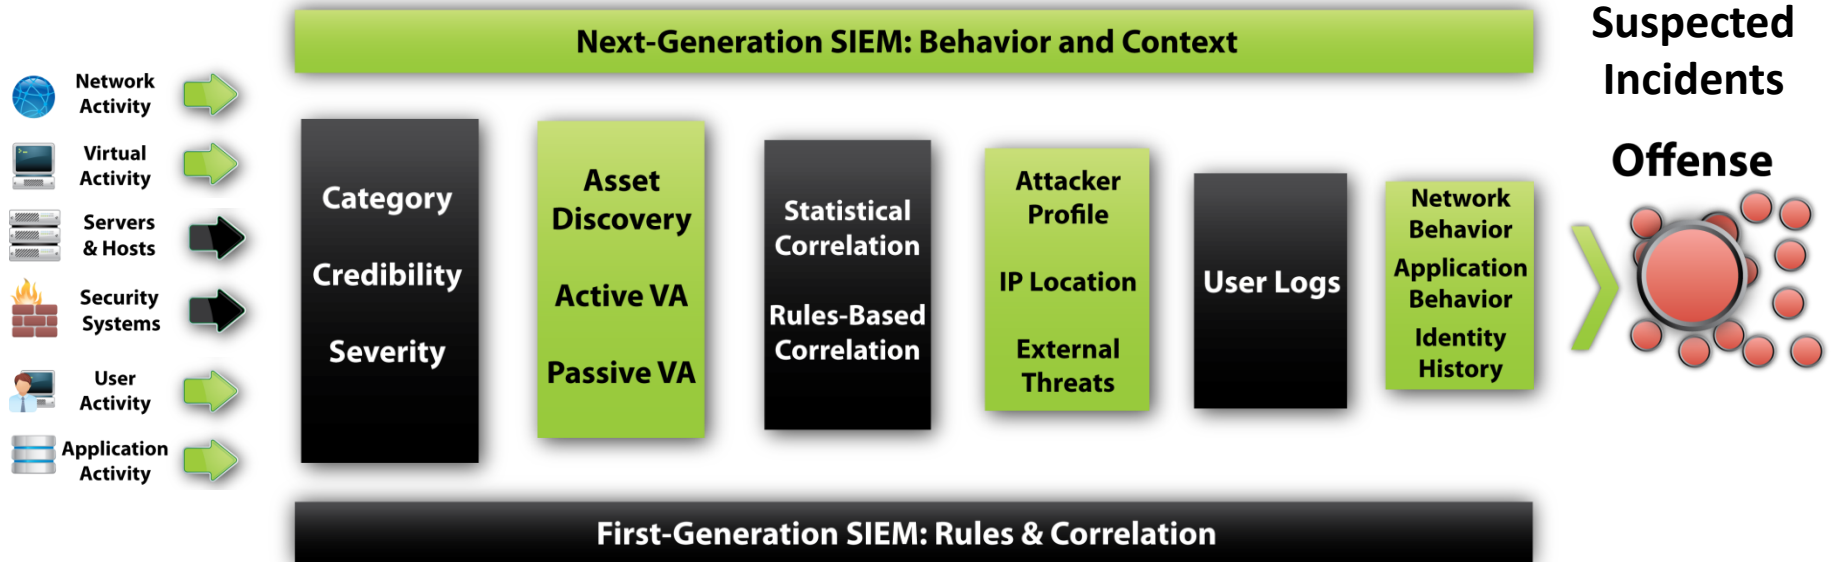 Next-Generation SIEM: Behavior and Context
Suspected
Incidents
Offense
Network
Activity
Virtual
Activity
Servers
& Hosts
Security
Systems
User
Activity
Application
Activity
Category
Credibility
Severity
Asset
Discovery
Active VA
Passive VA
Statistical
Correlation
Rules-Based
Correlation
Attacker
Profile
IP Location
External
Threats
User Logs
Network
Behavior
Application
Behavior
Identity
History
First-Generation SIEM: Rules & Correlation